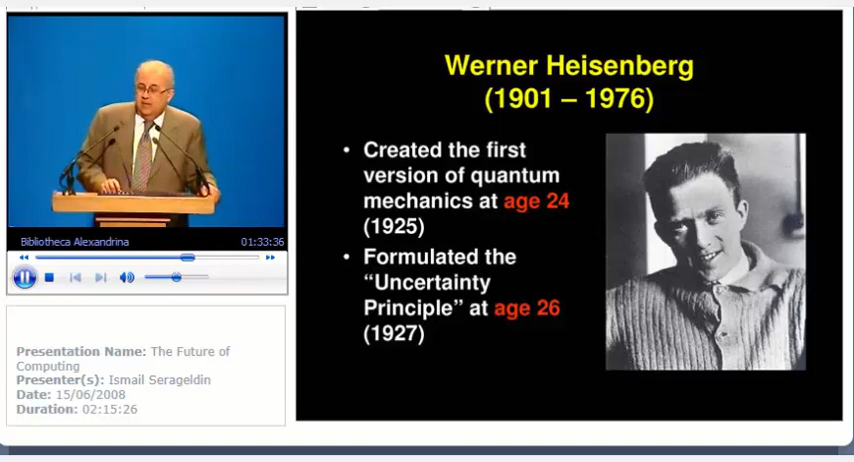 Werner Heisenberg
(1901 – 1976)
• Created the first
version of quantum
mechanics at age 24
(1925)
• Formulated the
“Uncertainty
Principle” at age 26
(1927)
Bibliotheca Alexandrina 01:33:36
Presentation Name: The Future of
Computing
Presenter(s): Ismail Serageldin
Date: 15/06/2008
Duration: 02:15:26